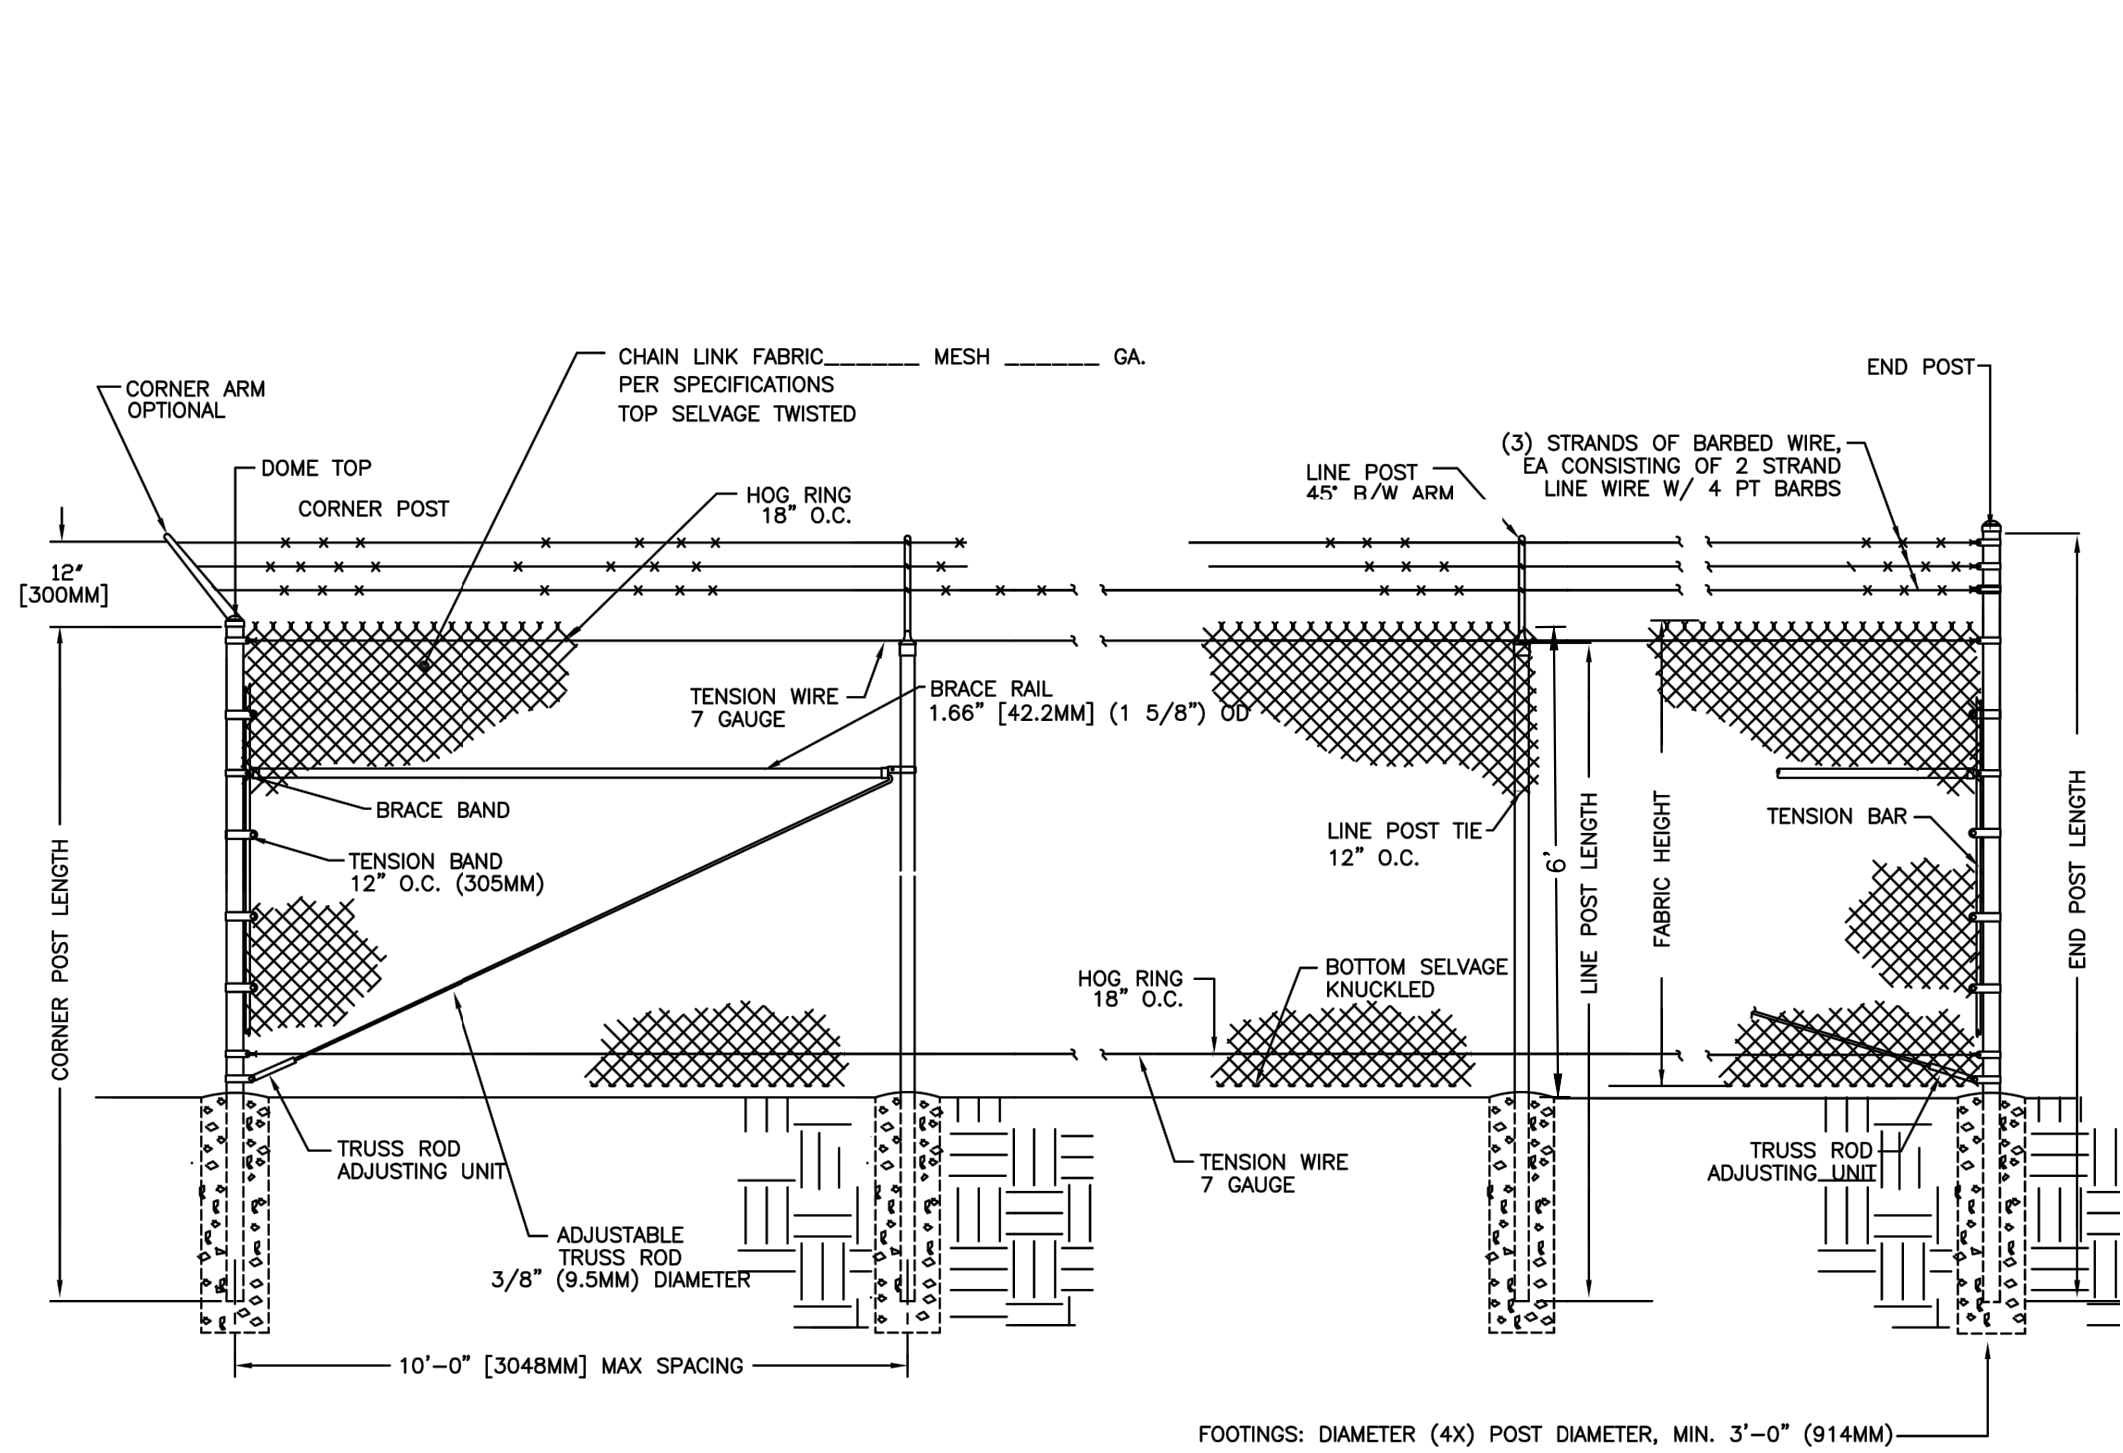 CHAIN LINK FABRIC______ MESH ______ GA.
PER SPECIFICATIONS
TOP SELVAGE TWISTED
END POST
CORNER ARM
OPTIONAL
DOME TOP
CORNER POST
HOG RING
18" O.C.
LINE POST
45° B/W ARM
(3) STRANDS OF BARBED WIRE,
EA CONSISTING OF 2 STRAND
LINE WIRE W/ 4 PT BARBS
12"
[300MM]
TENSION WIRE
7 GAUGE
BRACE RAIL
1.66" [42.2MM] (1 5/8") OD
BRACE BAND
TENSION BAND
12" O.C. (305MM)
LINE POST TIE
12" O.C.
TENSION BAR
CORNER POST LENGTH
6'
LINE POST LENGTH
FABRIC HEIGHT
END POST LENGTH
HOG RING
18" O.C.
BOTTOM SELVAGE
KNUCKLED
TRUSS ROD
ADJUSTING UNIT
TENSION WIRE
7 GAUGE
TRUSS ROD
ADJUSTING UNIT
ADJUSTABLE
TRUSS ROD
3/8" (9.5MM) DIAMETER
10'-0" [3048MM] MAX SPACING
FOOTINGS: DIAMETER (4X) POST DIAMETER, MIN. 3'-0" (914MM)